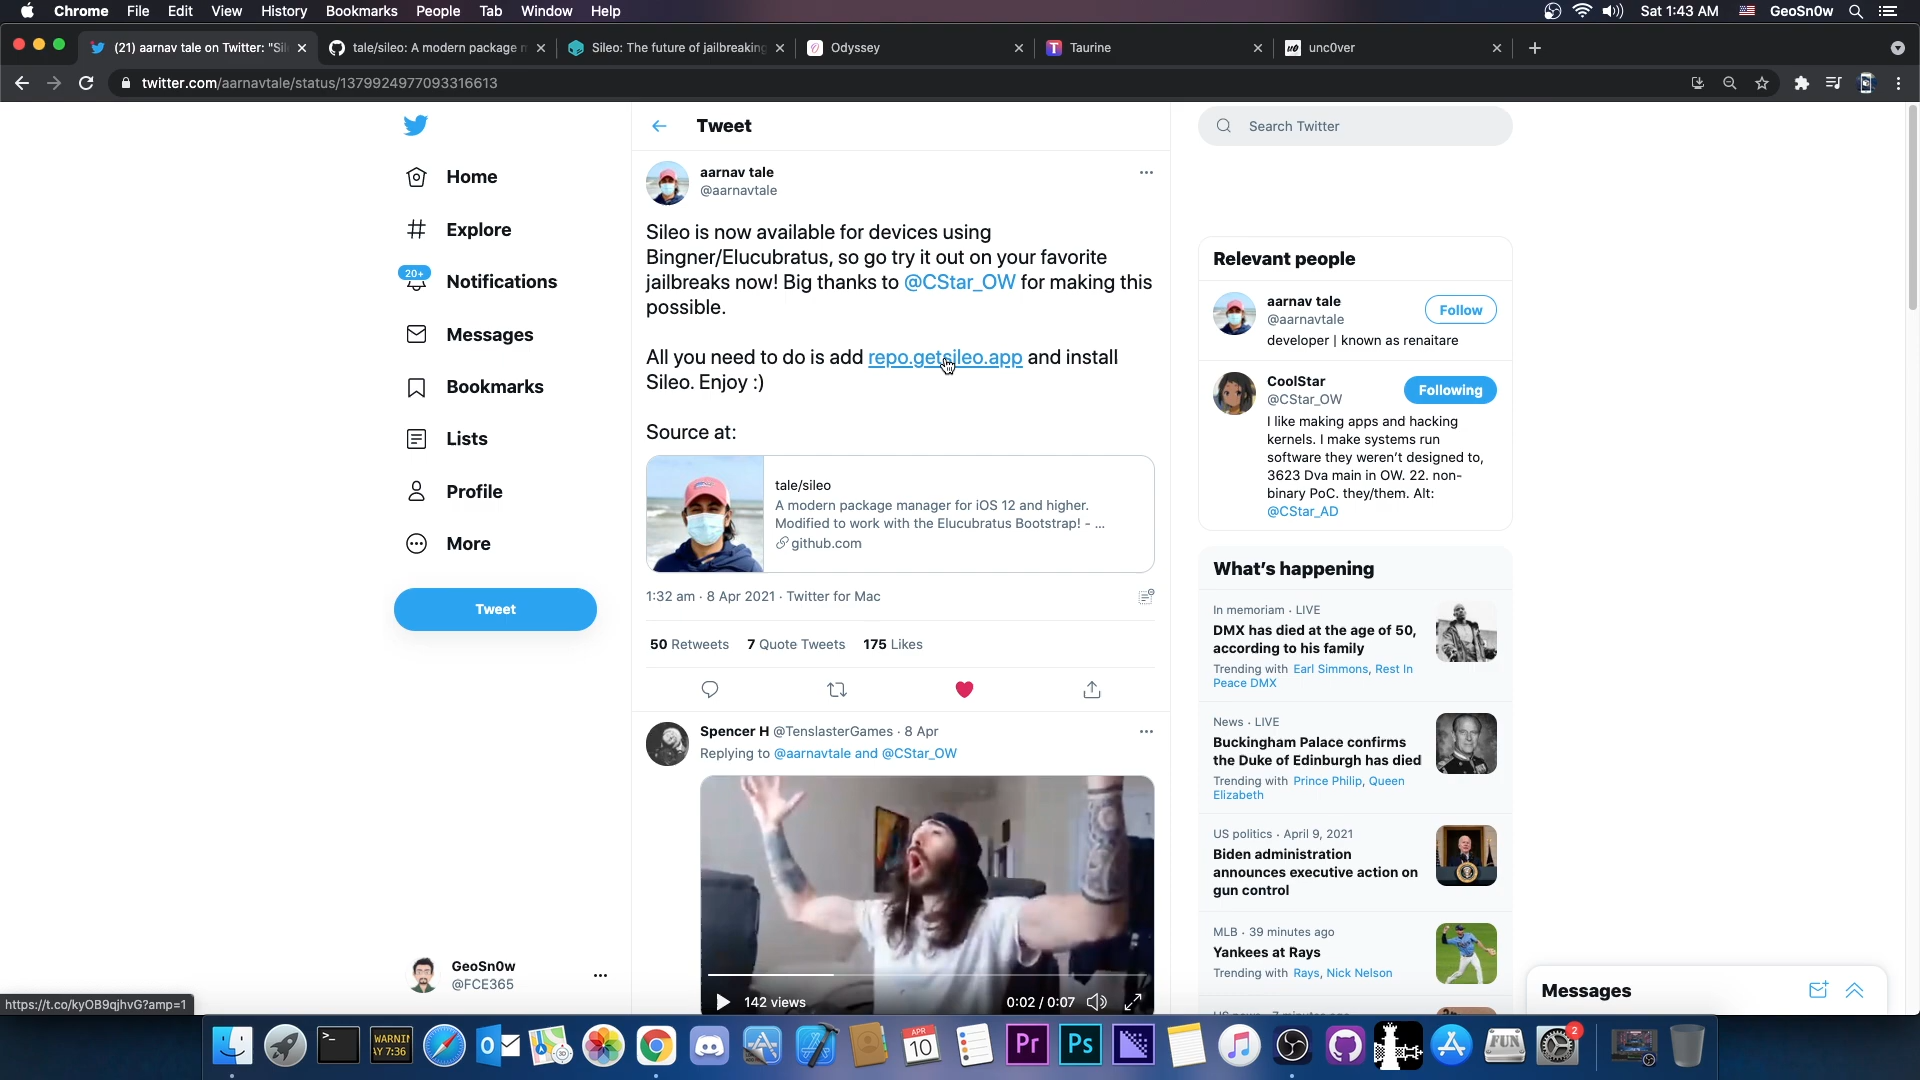 Chrome File Edit View History Bookmarks People Tab Window Help Sat 1:43 AM GeoSn0w
(21) aarnav tale on Twitter: "Sil tale/sileo: A modern package m Sileo: The future of jailbreaking Odyssey Taurine unc0ver
twitter.com/aarnavtale/status/1379924977093316613
Home
Explore
20+
Notifications
Messages
Bookmarks
Lists
Profile
More
Tweet
GeoSn0w
@FCE365
https://t.co/kyOB9qjhvG?amp=1
Tweet
aarnav tale
@aarnavtale
Sileo is now available for devices using
Bingner/Elucubratus, so go try it out on your favorite
jailbreaks now! Big thanks to @CStar_OW for making this
possible.
All you need to do is add repo.getsileo.app and install
Sileo. Enjoy :)
Source at:
tale/sileo
A modern package manager for iOS 12 and higher.
Modified to work with the Elucubratus Bootstrap! - ...
github.com
1:32 am · 8 Apr 2021 · Twitter for Mac
50 Retweets 7 Quote Tweets 175 Likes
Spencer H @TenslasterGames · 8 Apr
Replying to @aarnavtale and @CStar_OW
142 views 0:02 / 0:07
Search Twitter
Relevant people
aarnav tale
@aarnavtale
Follow
developer | known as renaitare
CoolStar
@CStar_OW
Following
I like making apps and hacking
kernels. I make systems run
software they weren't designed to,
3623 Dva main in OW. 22. non-
binary PoC. they/them. Alt:
@CStar_AD
What's happening
In memoriam · LIVE
DMX has died at the age of 50,
according to his family
Trending with Earl Simmons, Rest In
Peace DMX
News · LIVE
Buckingham Palace confirms
the Duke of Edinburgh has died
Trending with Prince Philip, Queen
Elizabeth
US politics · April 9, 2021
Biden administration
announces executive action on
gun control
MLB · 39 minutes ago
Yankees at Rays
Trending with Rays, Nick Nelson
Messages
WARNIN
AY 7:36
APR
10
Pr
Ps
FUN
2